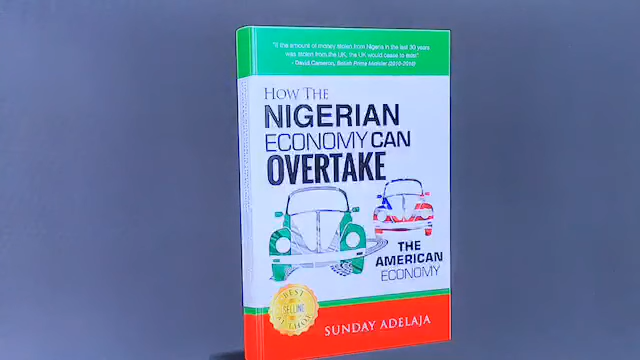 "If the amount of money stolen from Nigeria in the last 30 years
was stolen from the UK, the UK would cease to exist."
- David Cameron, British Prime Minister (2010-2016)
HOW THE
NIGERIAN
ECONOMY CAN
OVERTAKE
THE
AMERICAN
ECONOMY
BEST
SELLING
AUTHOR
SUNDAY ADELAJA